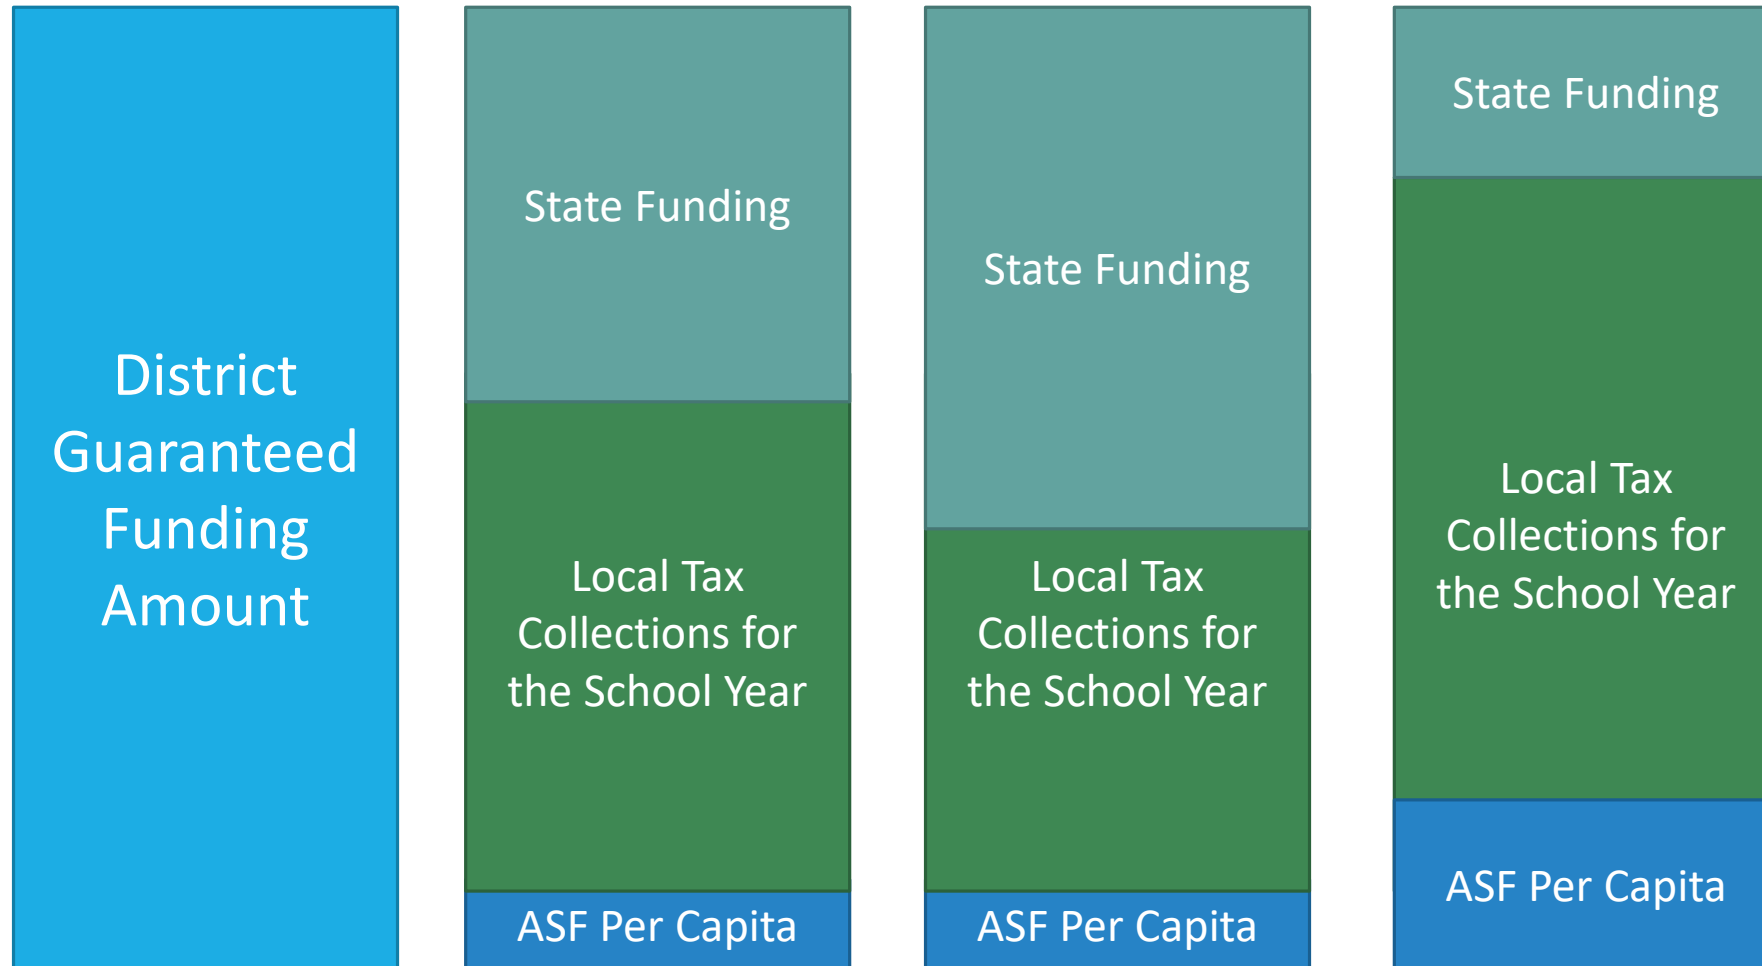 District
Guaranteed
Funding
Amount
State Funding
Local Tax
Collections for
the School Year
ASF Per Capita
State Funding
Local Tax
Collections for
the School Year
ASF Per Capita
State Funding
Local Tax
Collections for
the School Year
ASF Per Capita